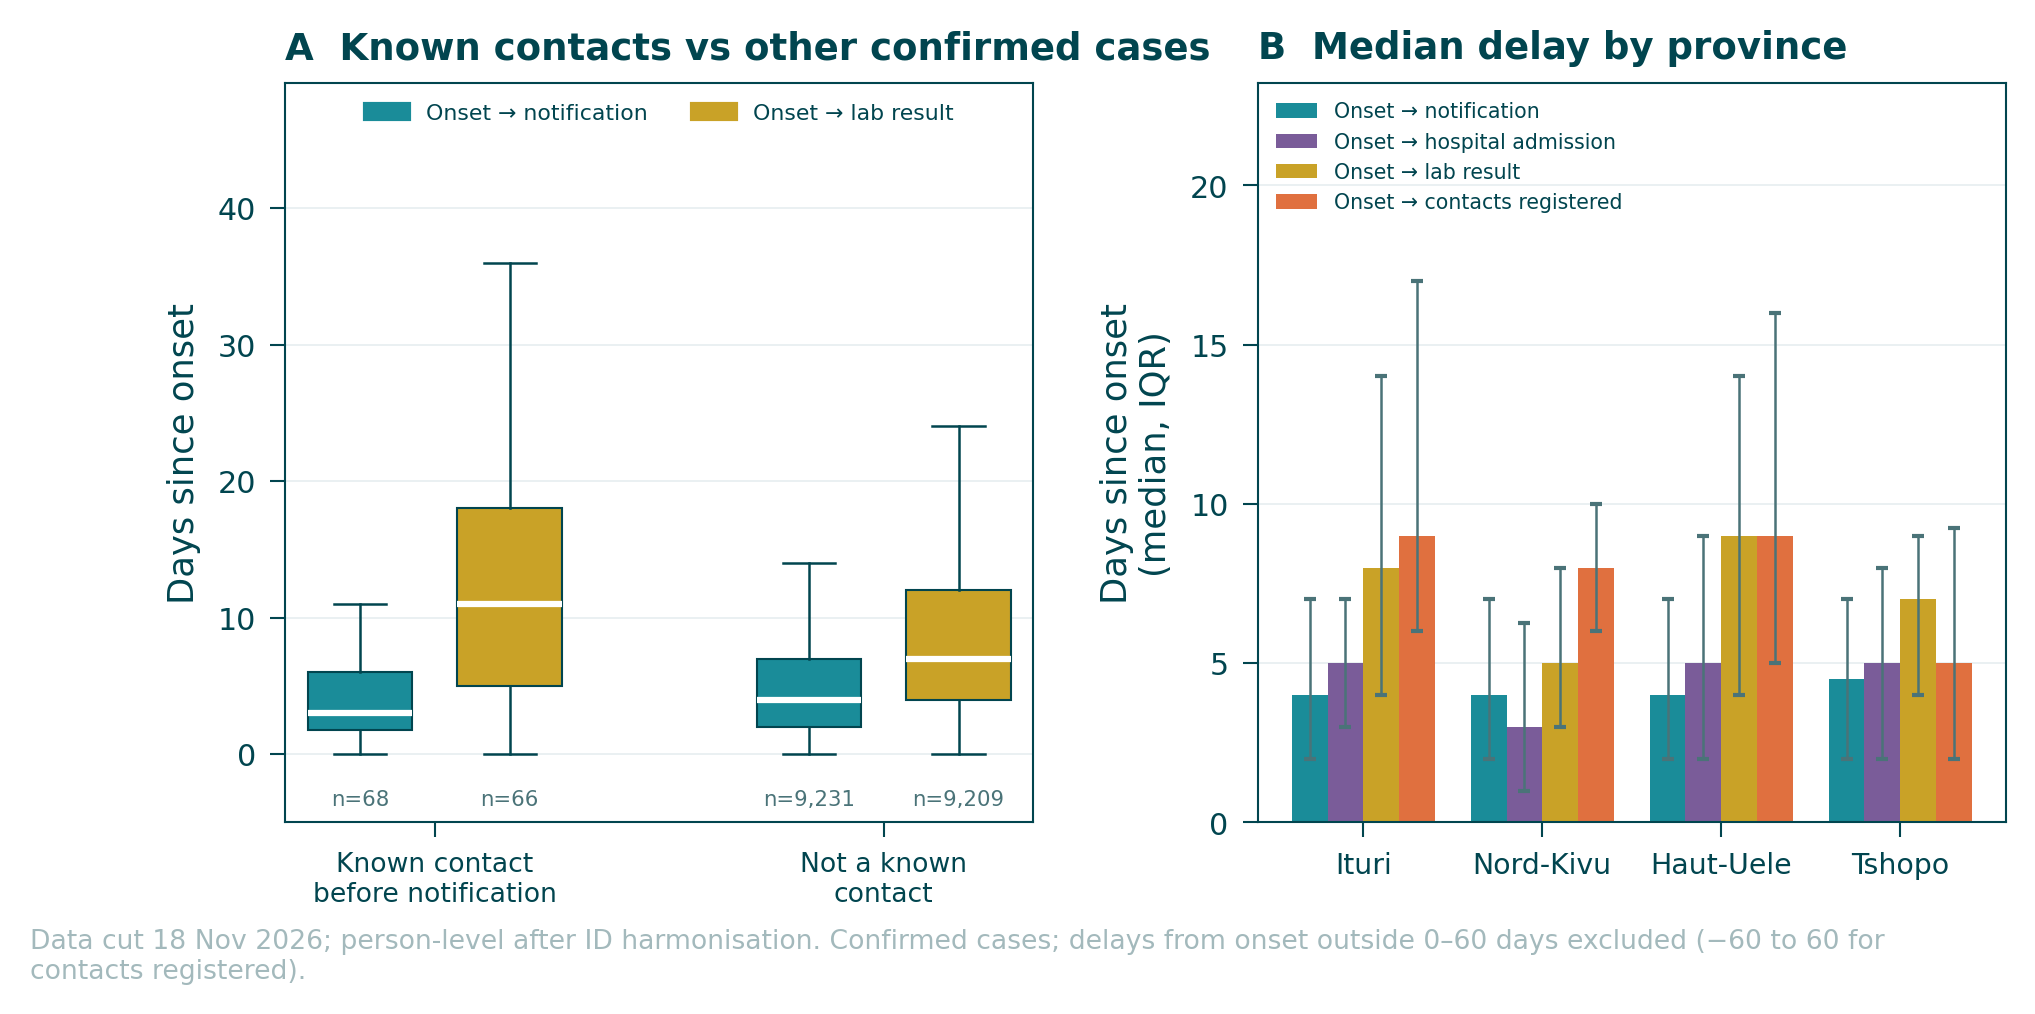 A  Known contacts vs other confirmed cases
Onset → notification
Onset → lab result
Days since onset
40
30
20
10
0
n=68
n=66
n=9,231
n=9,209
Known contact
before notification
Not a known
contact
B  Median delay by province
Onset → notification
Onset → hospital admission
Onset → lab result
Onset → contacts registered
Days since onset
(median, IQR)
20
15
10
5
0
Ituri
Nord-Kivu
Haut-Uele
Tshopo
Data cut 18 Nov 2026; person-level after ID harmonisation. Confirmed cases; delays from onset outside 0–60 days excluded (−60 to 60 for
contacts registered).